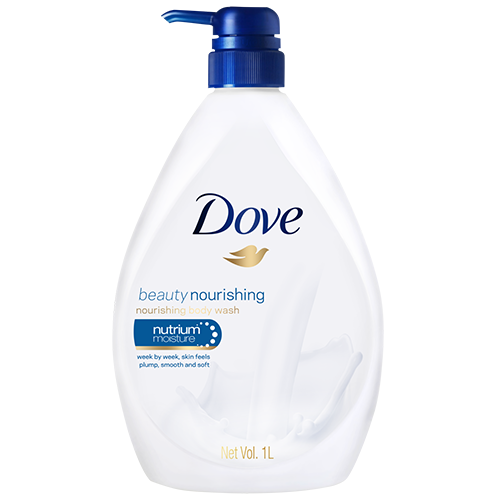 Dove
beauty nourishing
nourishing body wash
nutrium
moisture
week by week, skin feels
plump, smooth and soft
Net Vol. 1L